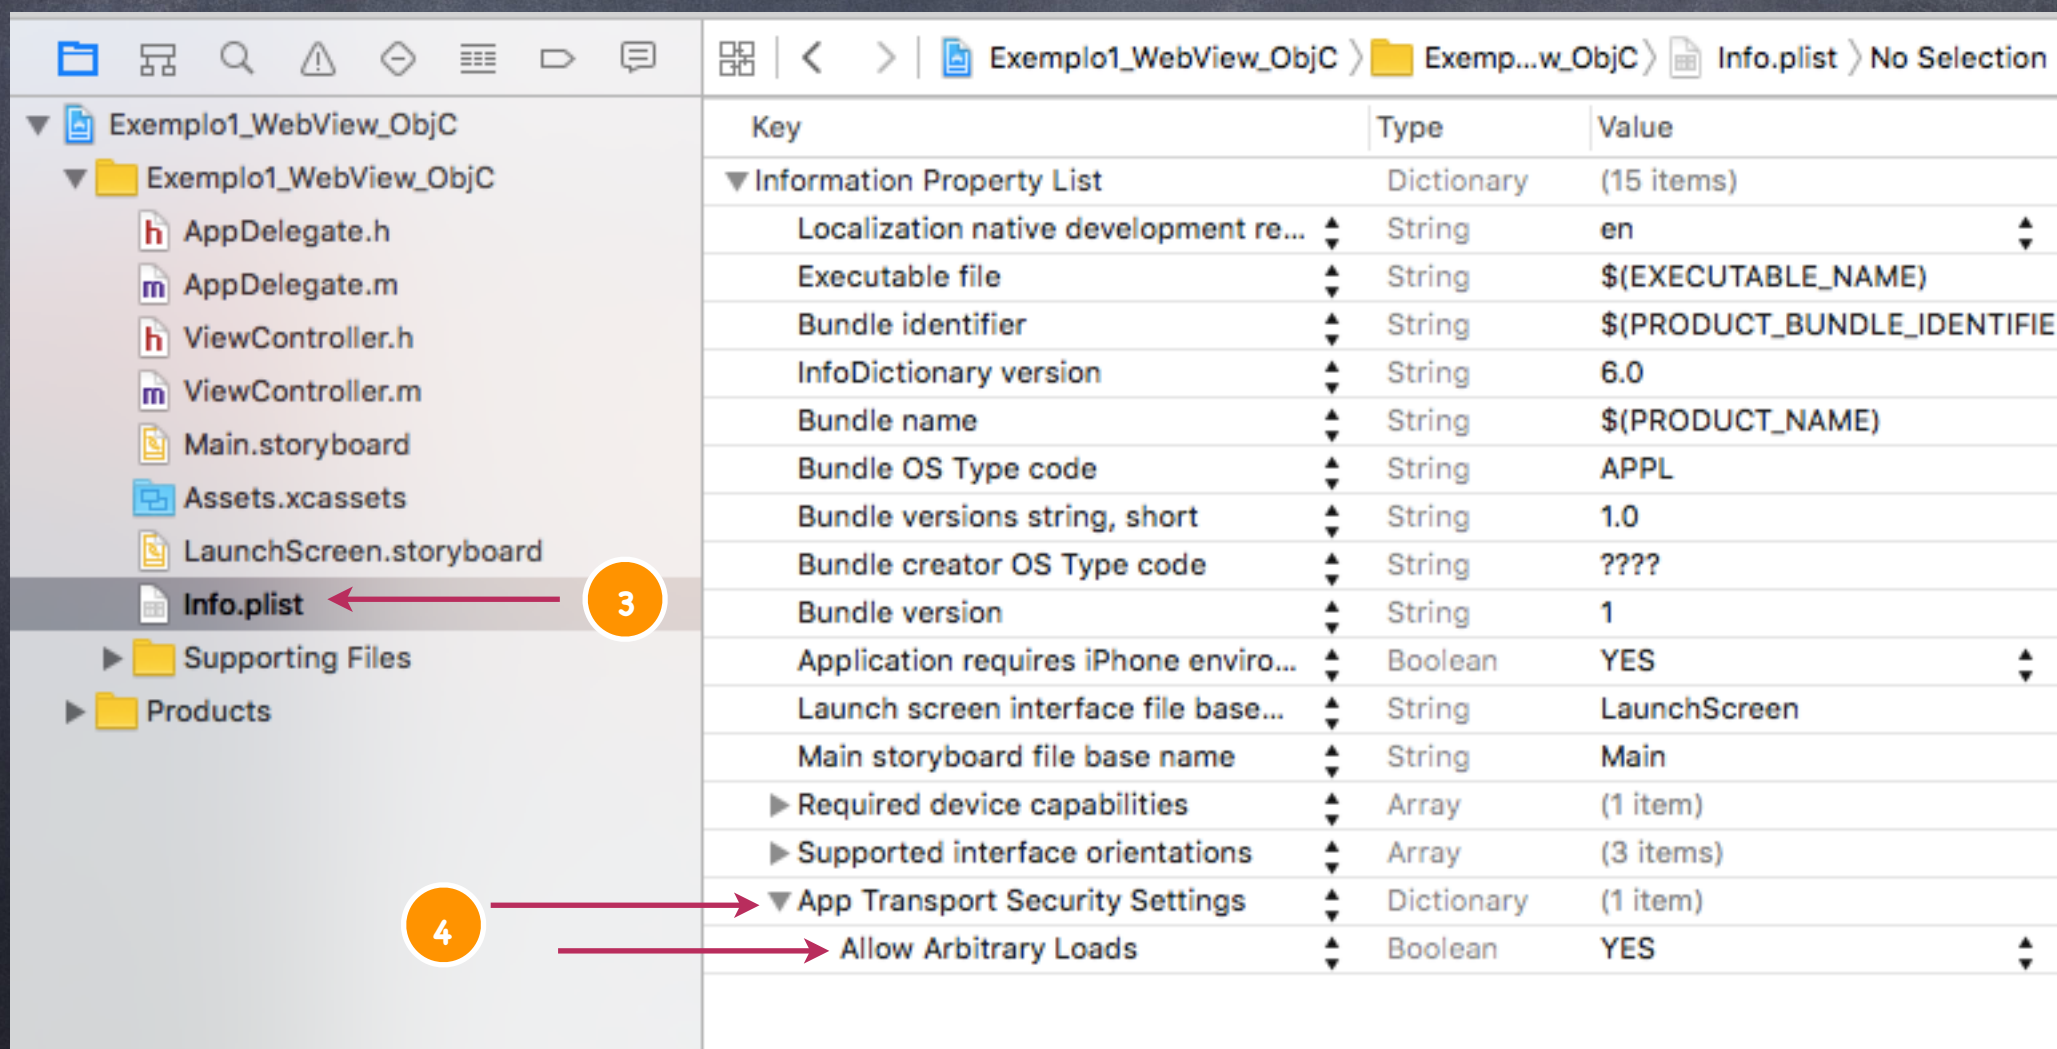 Exemplo1_WebView_ObjC Exemp...w_ObjC Info.plist No Selection
Exemplo1_WebView_ObjC
Exemplo1_WebView_ObjC
AppDelegate.h
AppDelegate.m
ViewController.h
ViewController.m
Main.storyboard
Assets.xcassets
LaunchScreen.storyboard
Info.plist
3
Supporting Files
Products
4
Key Type Value
Information Property List Dictionary (15 items)
Localization native development re... String en
Executable file String $(EXECUTABLE_NAME)
Bundle identifier String $(PRODUCT_BUNDLE_IDENTIFIE
InfoDictionary version String 6.0
Bundle name String $(PRODUCT_NAME)
Bundle OS Type code String APPL
Bundle versions string, short String 1.0
Bundle creator OS Type code String ????
Bundle version String 1
Application requires iPhone enviro... Boolean YES
Launch screen interface file base... String LaunchScreen
Main storyboard file base name String Main
Required device capabilities Array (1 item)
Supported interface orientations Array (3 items)
App Transport Security Settings Dictionary (1 item)
Allow Arbitrary Loads Boolean YES